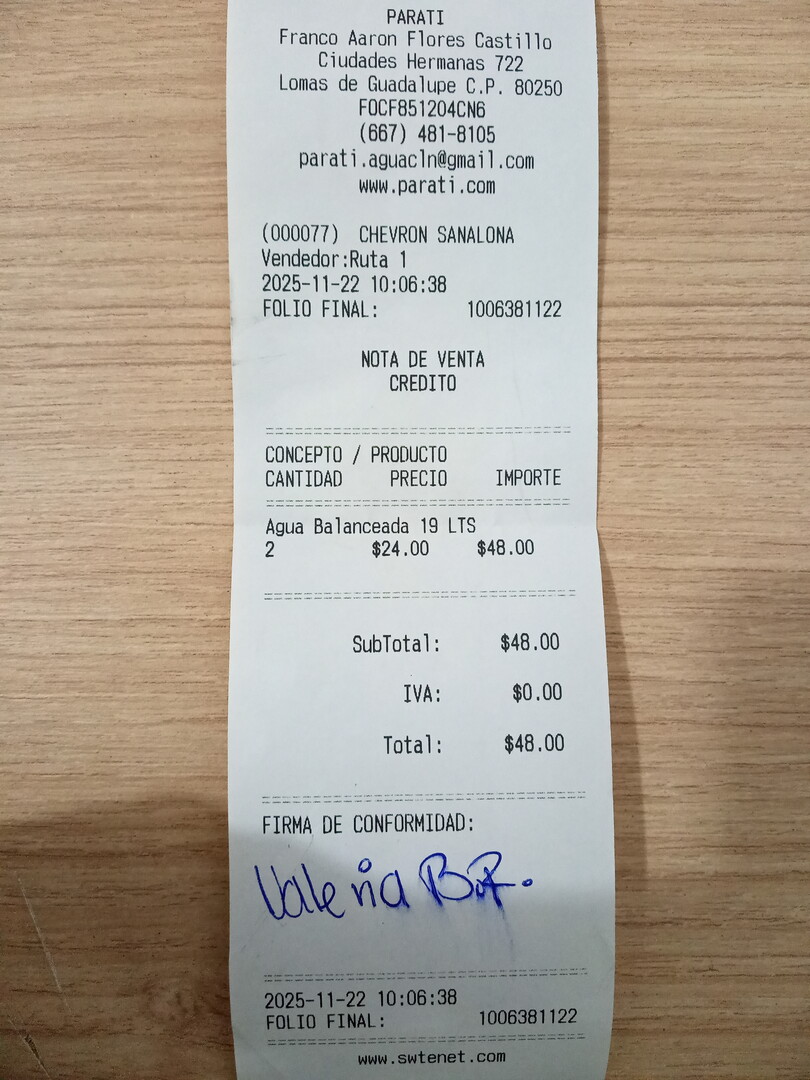 PARATI
Franco Aaron Flores Castillo
Ciudades Hermanas 722
Lomas de Guadalupe C.P. 80250
FOCF851204CN6
(667) 481-8105
parati.aguacln@gmail.com
www.parati.com
(000077) CHEVRON SANALONA
Vendedor:Ruta 1
2025-11-22 10:06:38
FOLIO FINAL: 1006381122
NOTA DE VENTA
CREDITO
CONCEPTO / PRODUCTO
CANTIDAD PRECIO IMPORTE
Agua Balanceada 19 LTS
2 $24.00 $48.00
SubTotal: $48.00
IVA: $0.00
Total: $48.00
FIRMA DE CONFORMIDAD:
Valeria
2025-11-22 10:06:38
FOLIO FINAL: 1006381122
www.swtenet.com